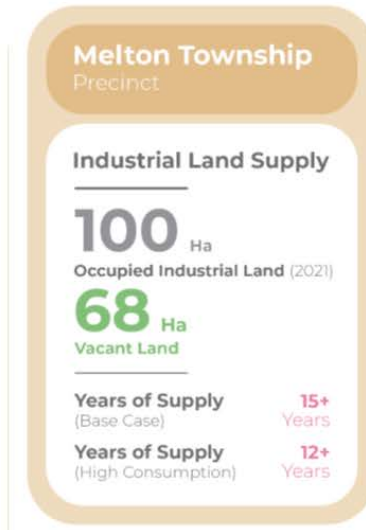 Melton Township
Precinct
Industrial Land Supply
100 Ha
Occupied Industrial Land (2021)
68 Ha
Vacant Land
Years of Supply 15+
(Base Case) Years
Years of Supply 12+
(High Consumption) Years